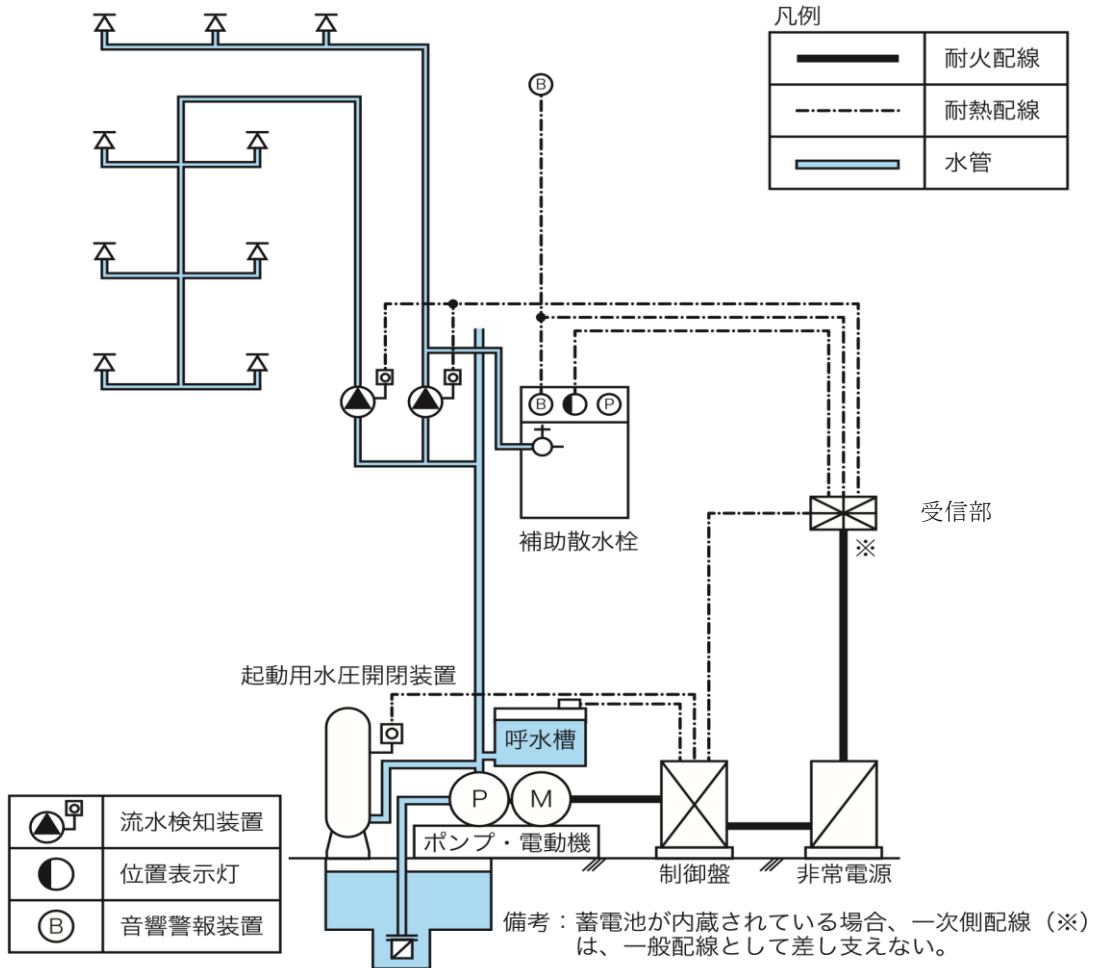 凡例
耐火配線
耐熱配線
水管
B
B
P
補助散水栓
受信部
※
起動用水圧開閉装置
呼水槽
P
M
ポンプ・電動機
制御盤
非常電源
流水検知装置
位置表示灯
B
音響警報装置
備考：蓄電池が内蔵されている場合、一次側配線（※）
は、一般配線として差し支えない。